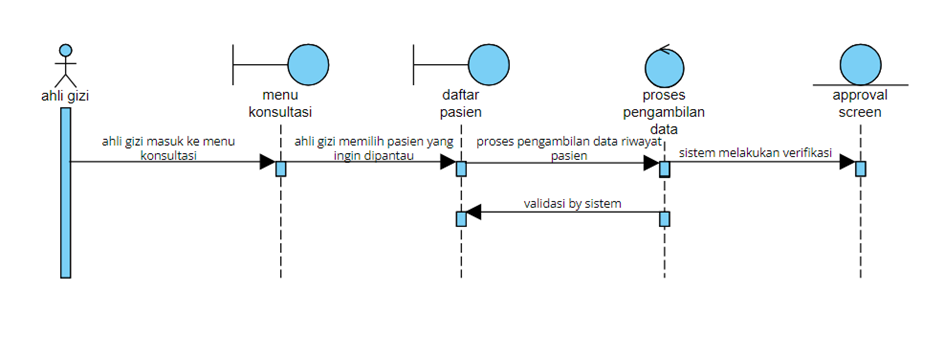 ahli gizi
menu
konsultasi
daftar
pasien
proses
pengambilan
data
approval
screen
ahli gizi masuk ke menu
konsultasi
ahli gizi memilih pasien yang
ingin dipantau
proses pengambilan data riwayat
pasien
sistem melakukan verifikasi
validasi by sistem